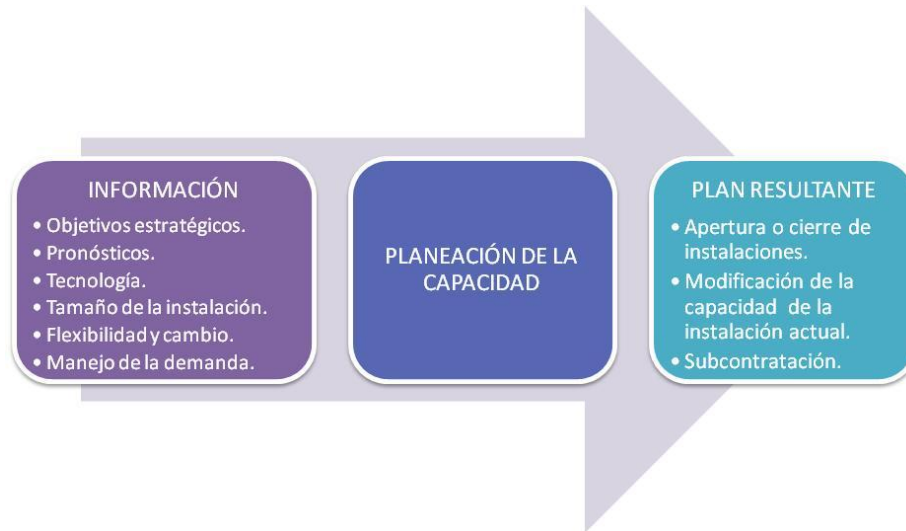 INFORMACIÓN
• Objetivos estratégicos.
• Pronósticos.
• Tecnología.
• Tamaño de la instalación.
• Flexibilidad y cambio.
• Manejo de la demanda.
PLANEACIÓN DE LA
CAPACIDAD
PLAN RESULTANTE
• Apertura o cierre de
instalaciones.
• Modificación de la
capacidad de la
instalación actual.
• Subcontratación.